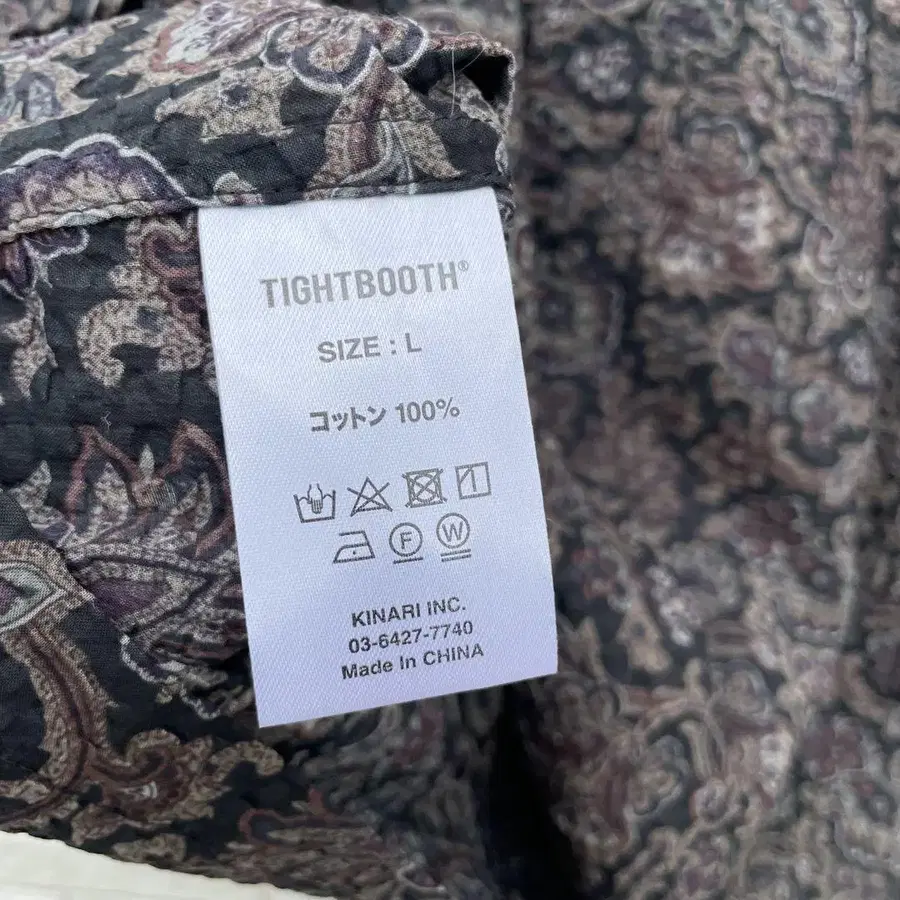 TIGHTBOOTH®
SIZE : L
コットン 100%
F W
KINARI INC.
03-6427-7740
Made In CHINA